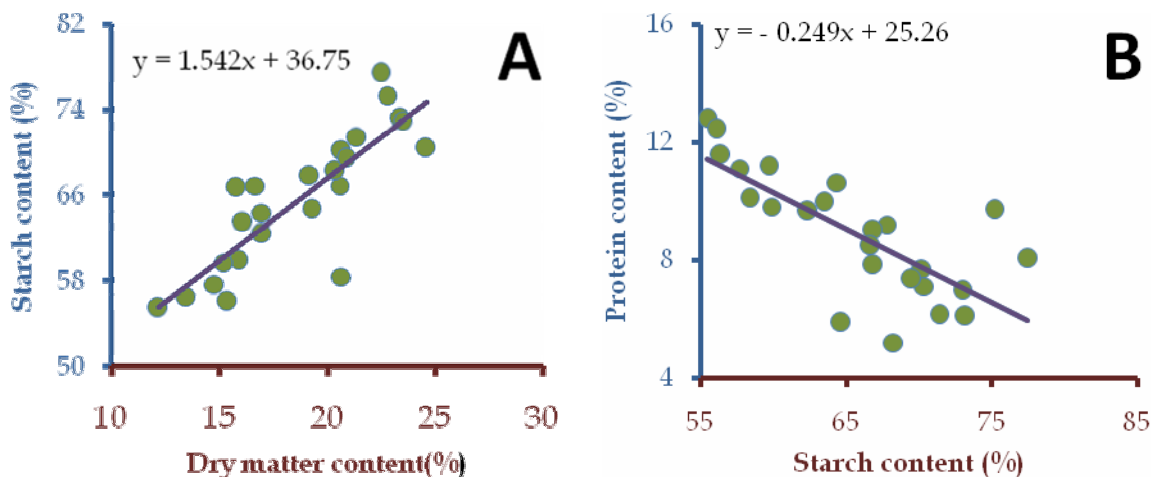 82
74
66
58
50
Starch content (%)
y = 1.542x + 36.75
A
10 15 20 25 30
Dry matter content(%)
16
12
8
4
Protein content (%)
y = - 0.249x + 25.26
B
55 65 75 85
Starch content (%)